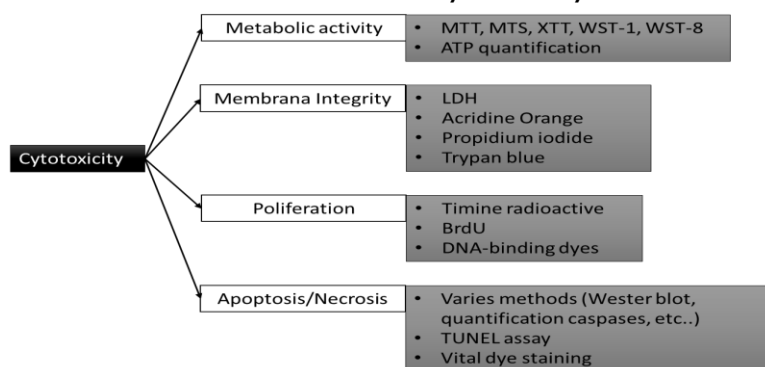 Metabolic activity
• MTT, MTS, XTT, WST-1, WST-8
• ATP quantification
Membrana Integrity
• LDH
• Acridine Orange
• Propidium iodide
• Trypan blue
Cytotoxicity
Poliferation
• Timine radioactive
• BrdU
• DNA-binding dyes
Apoptosis/Necrosis
• Varies methods (Wester blot,
quantification caspases, etc..)
• TUNEL assay
• Vital dye staining